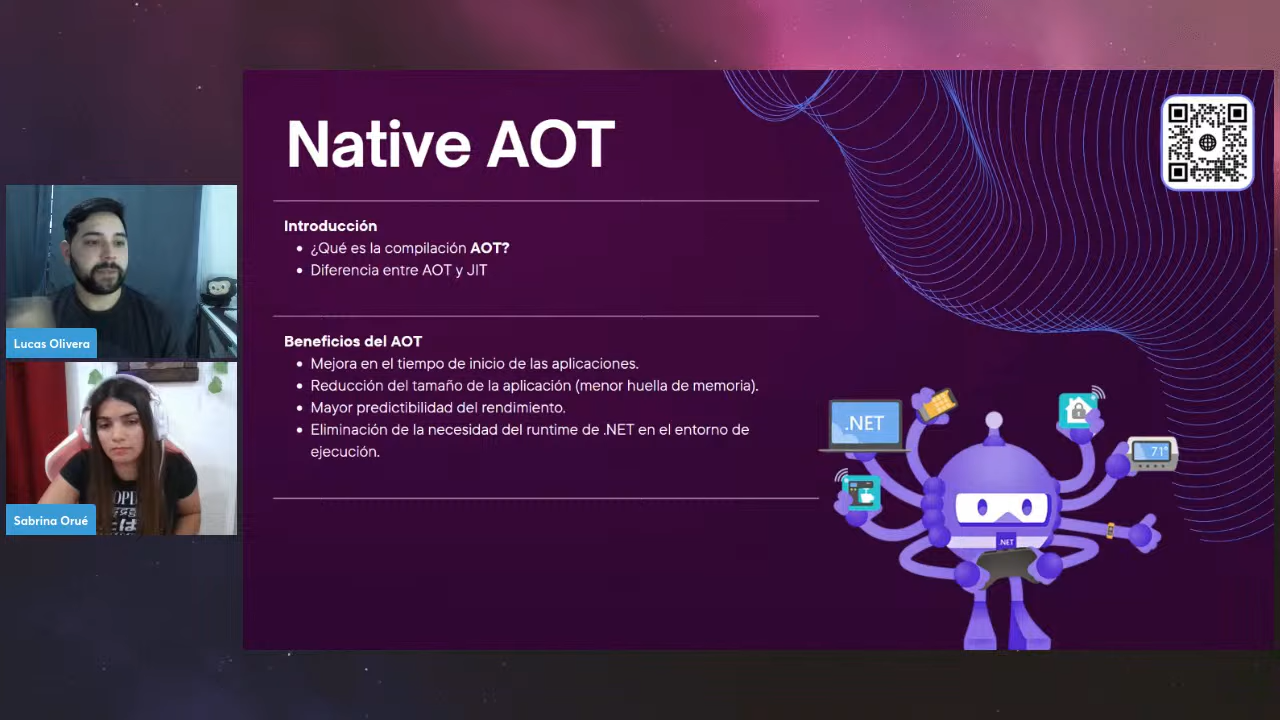 Native AOT
Introducción
¿Qué es la compilación AOT?
Diferencia entre AOT y JIT
Beneficios del AOT
Mejora en el tiempo de inicio de las aplicaciones.
Reducción del tamaño de la aplicación (menor huella de memoria).
Mayor predictibilidad del rendimiento.
Eliminación de la necesidad del runtime de .NET en el entorno de
ejecución.
Lucas Olivera
Sabrina Orué
.NET
71°
.NET